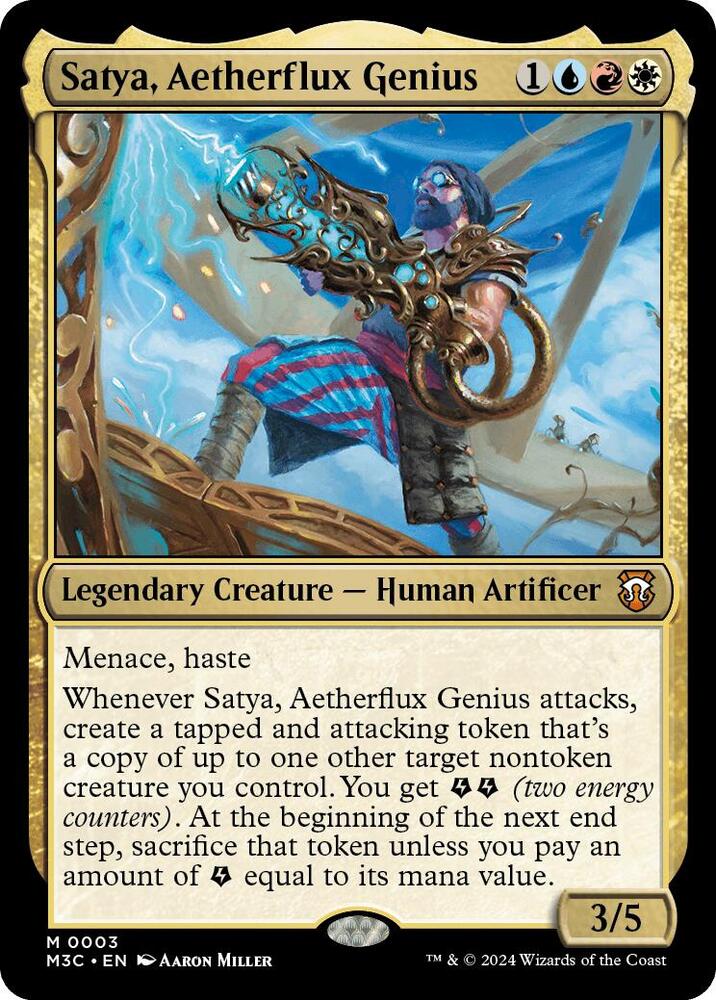 Satya, Aetherflux Genius 1
Legendary Creature — Human Artificer
Menace, haste
Whenever Satya, Aetherflux Genius attacks,
create a tapped and attacking token that's
a copy of up to one other target nontoken
creature you control. You get (two energy
counters). At the beginning of the next end
step, sacrifice that token unless you pay an
amount of equal to its mana value.
3/5
M 0003
M3C • EN AARON MILLER
™ & © 2024 Wizards of the Coast